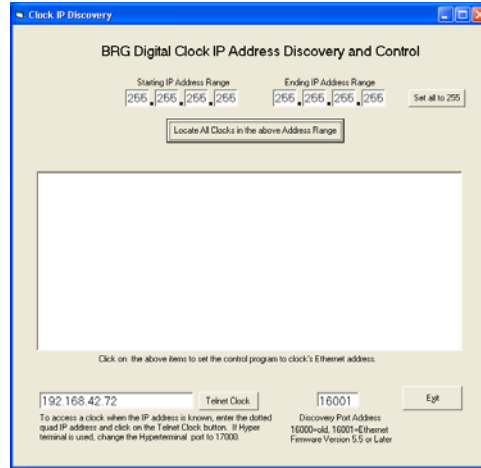 Clock IP Discovery
BRG Digital Clock IP Address Discovery and Control
Starting IP Address Range
Ending IP Address Range
255.255.255.255
255.255.255.255
Set all to 255
Locate All Clocks in the above Address Range
Click on the above items to set the control program to clock's Ethernet address.
192.168.42.72
Telnet Clock
16001
Exit
To access a clock when the IP address is known, enter the dotted
quad IP address and click on the Telnet Clock button. If Hyper
terminal is used, change the Hyperterminal port to 17000.
Discovery Port Address
16000=old, 16001=Ethernet
Firmware Version 5.5 or Later